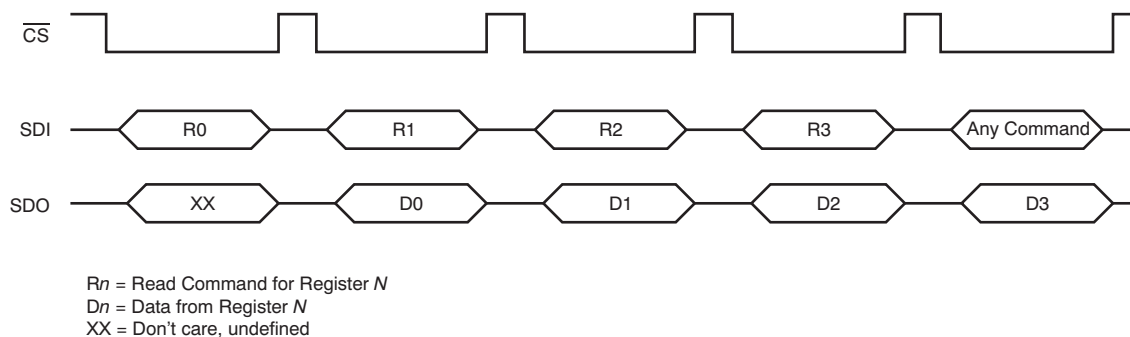 CS
SDI R0 R1 R2 R3 Any Command
SDO XX D0 D1 D2 D3
Rn = Read Command for Register N
Dn = Data from Register N
XX = Don't care, undefined